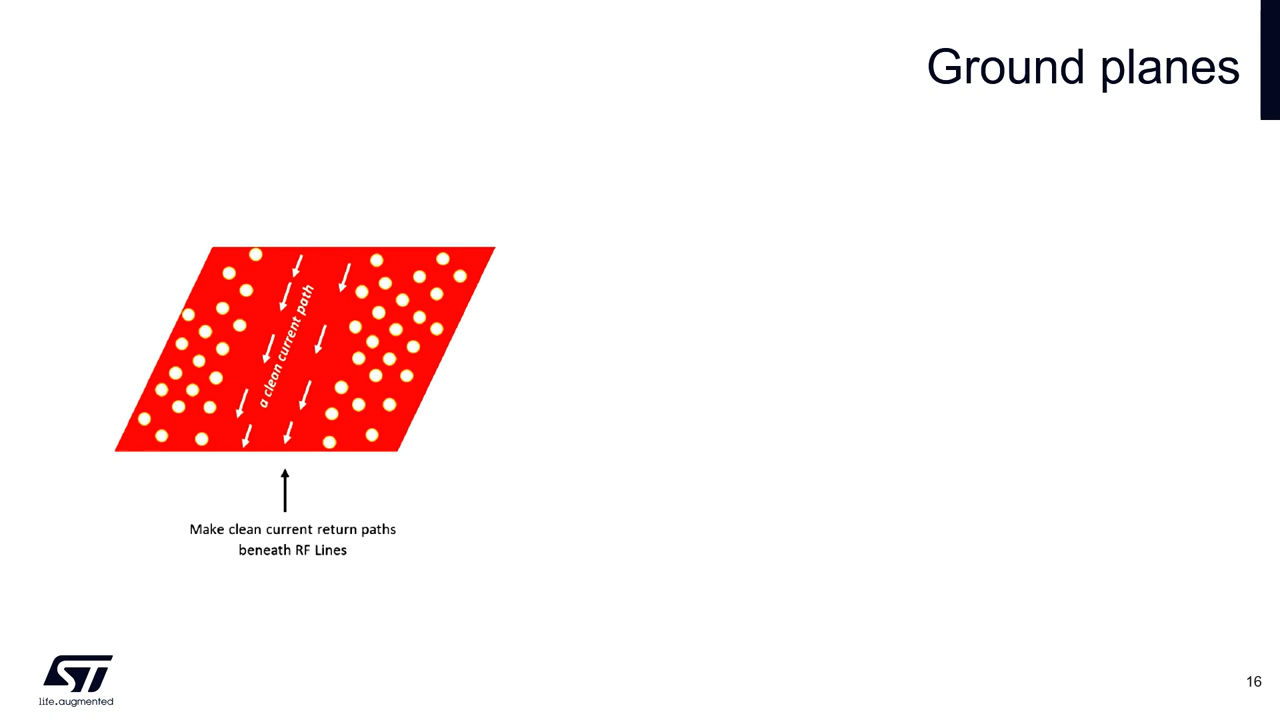 Ground planes
a clean current path
Make clean current return paths
beneath RF Lines
ST
life.augmented
16